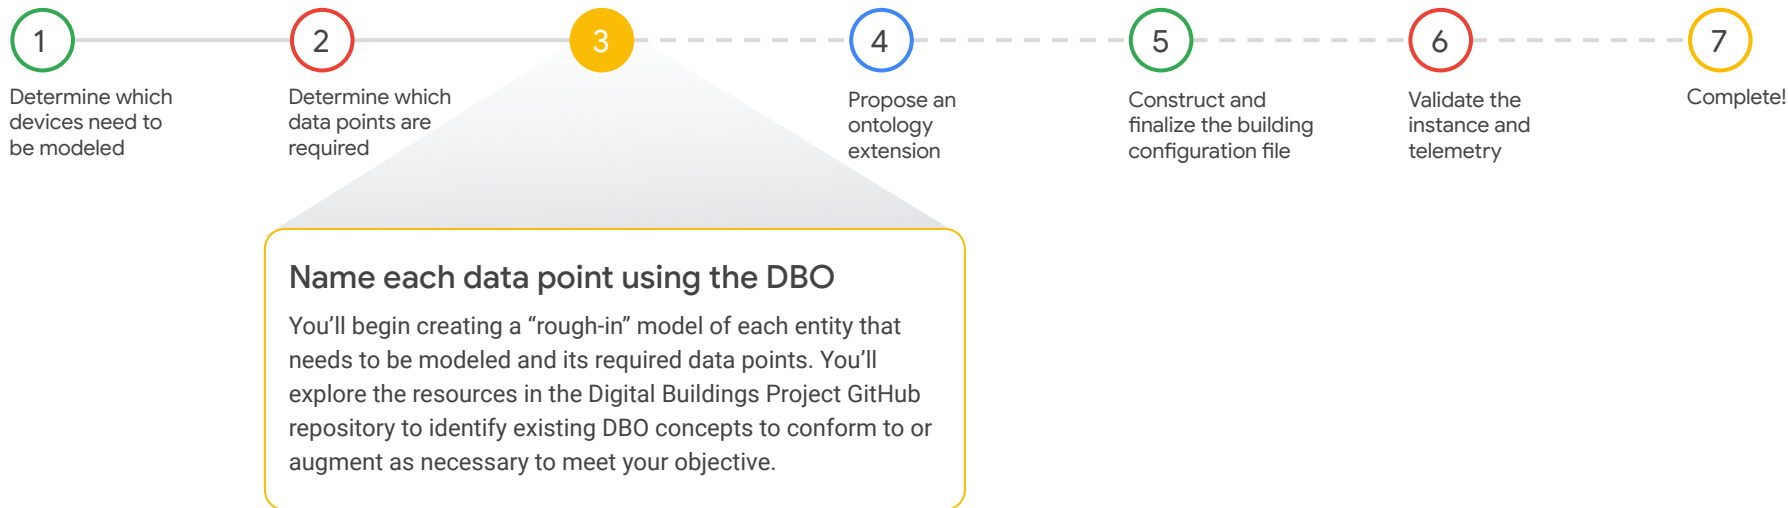 1
2
3
4
5
6
7
Determine which
devices need to
be modeled
Determine which
data points are
required
Propose an
ontology
extension
Construct and
finalize the building
configuration file
Validate the
instance and
telemetry
Complete!
Name each data point using the DBO
You’ll begin creating a “rough-in” model of each entity that
needs to be modeled and its required data points. You’ll
explore the resources in the Digital Buildings Project GitHub
repository to identify existing DBO concepts to conform to or
augment as necessary to meet your objective.